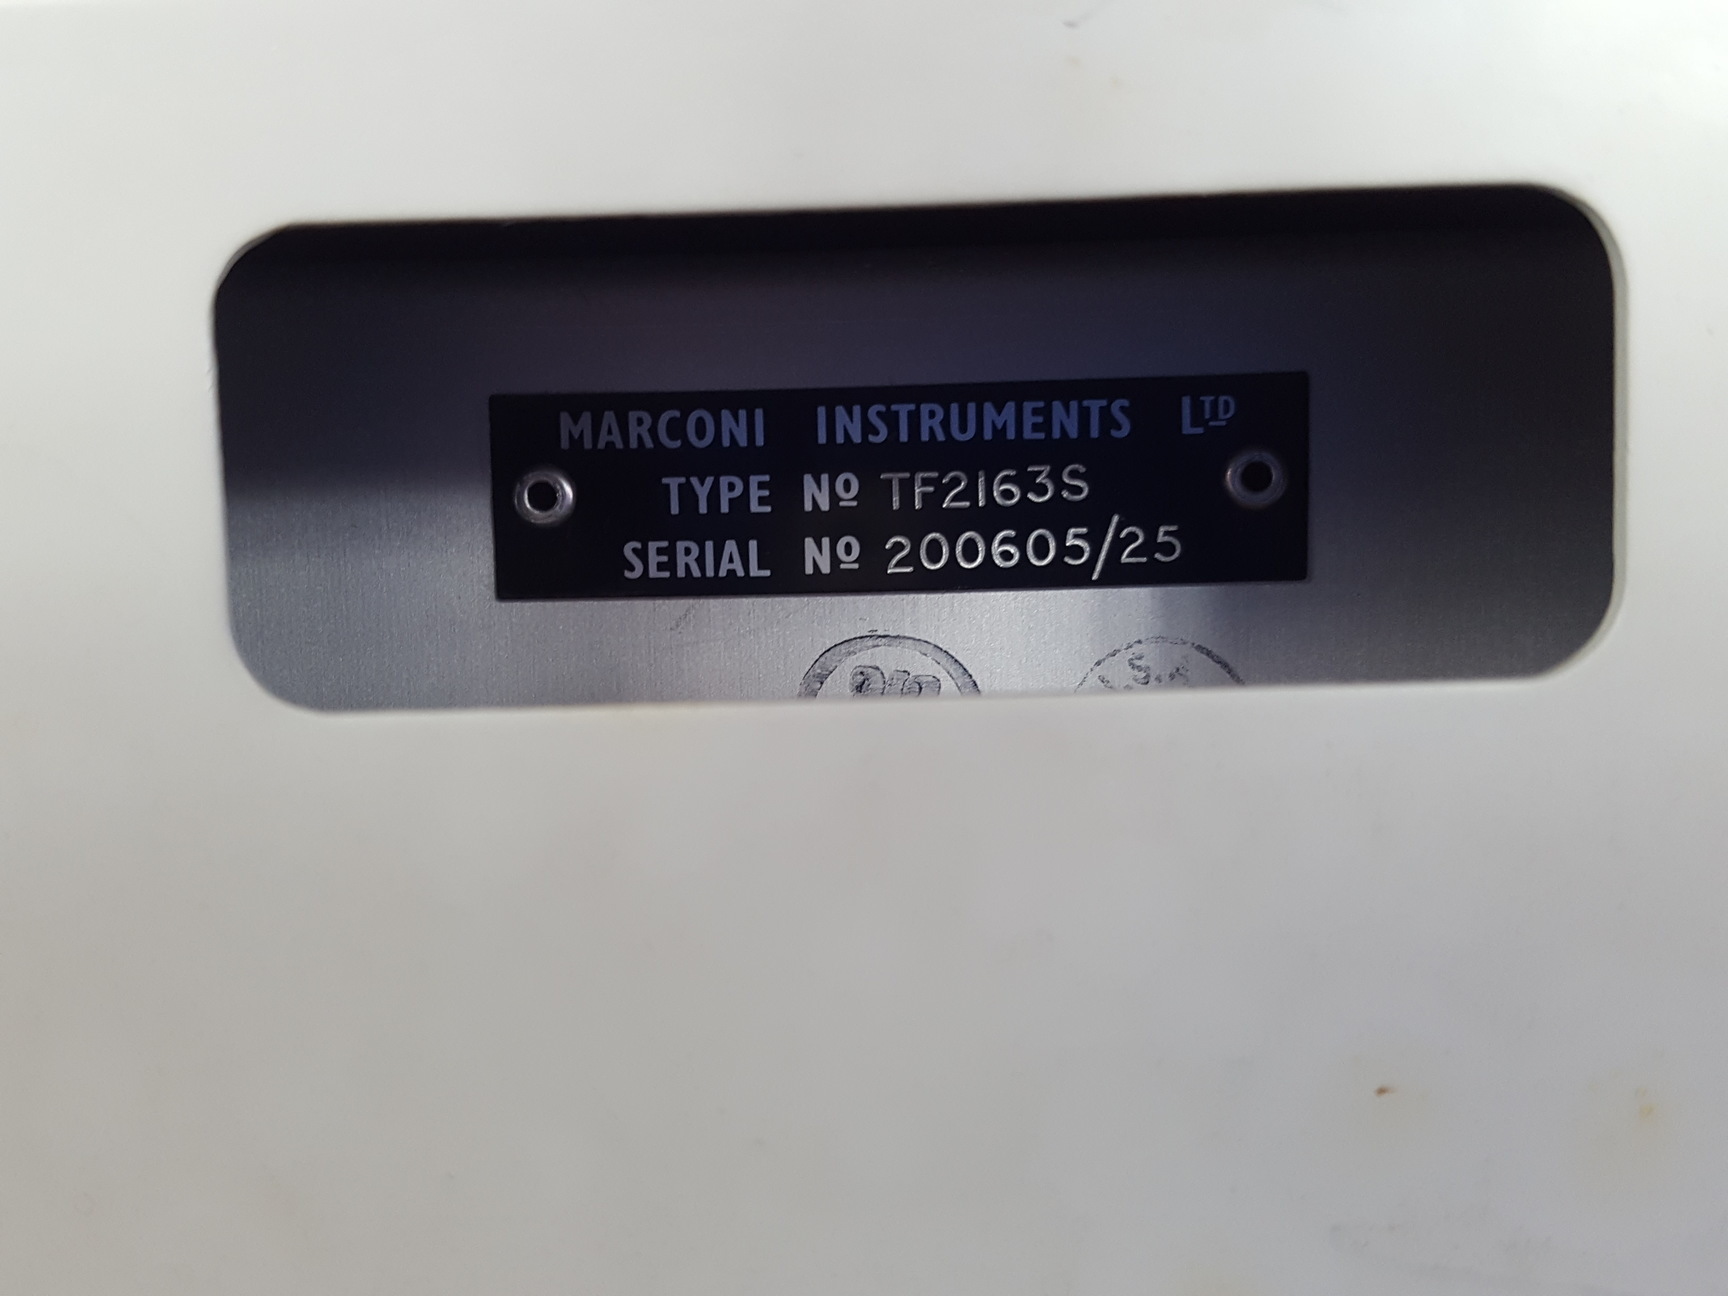 MARCONI INSTRUMENTS LTD
TYPE Nº TF2163S
SERIAL Nº 200605/25